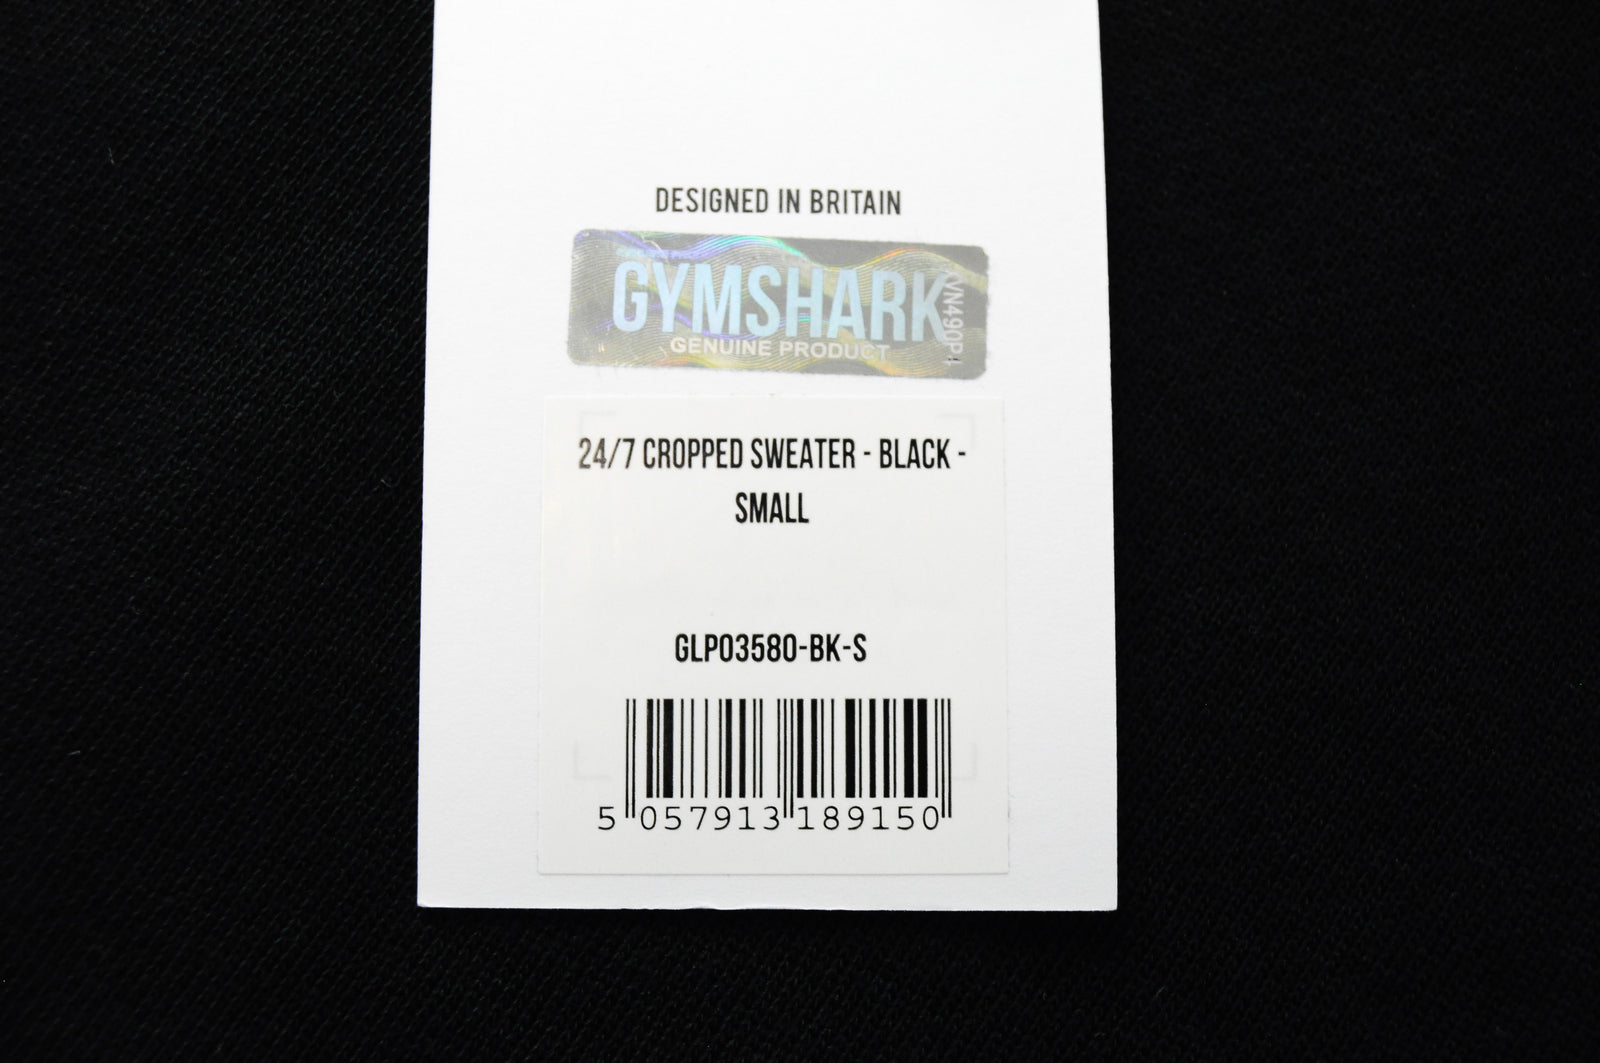 DESIGNED IN BRITAIN
GYMSHARK
GENUINE PRODUCT
24/7 CROPPED SWEATER - BLACK -
SMALL
GLP03580-BK-S
5 057913 189150